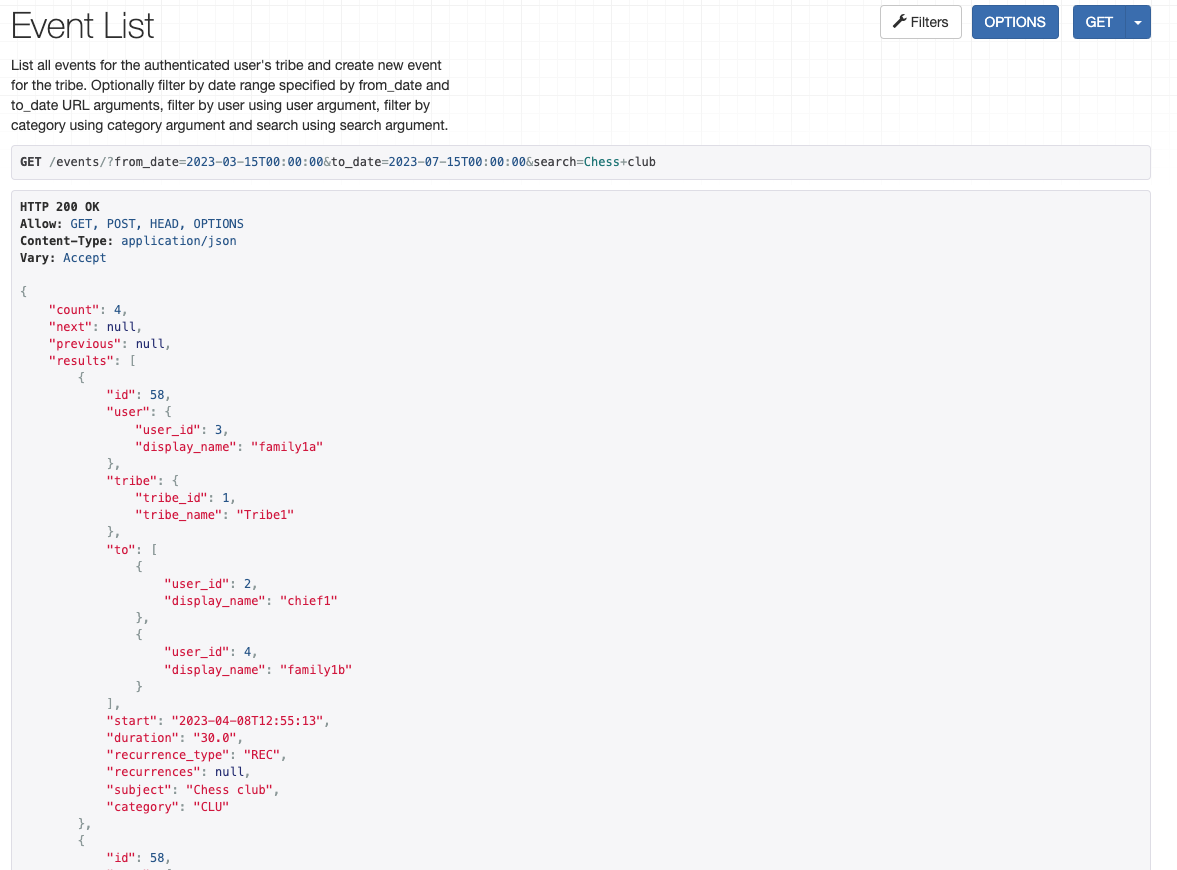 Event List
Filters
OPTIONS
GET
List all events for the authenticated user's tribe and create new event
for the tribe. Optionally filter by date range specified by from_date and
to_date URL arguments, filter by user using user argument, filter by
category using category argument and search using search argument.
GET /events/?from_date=2023-03-15T00:00:00&to_date=2023-07-15T00:00:00&search=Chess+club
HTTP 200 OK
Allow: GET, POST, HEAD, OPTIONS
Content-Type: application/json
Vary: Accept
{
    "count": 4,
    "next": null,
    "previous": null,
    "results": [
        {
            "id": 58,
            "user": {
                "user_id": 3,
                "display_name": "family1a"
            },
            "tribe": {
                "tribe_id": 1,
                "tribe_name": "Tribe1"
            },
            "to": [
                {
                    "user_id": 2,
                    "display_name": "chief1"
                },
                {
                    "user_id": 4,
                    "display_name": "family1b"
                }
            ],
            "start": "2023-04-08T12:55:13",
            "duration": "30.0",
            "recurrence_type": "REC",
            "recurrences": null,
            "subject": "Chess club",
            "category": "CLU"
        },
        {
            "id": 58,